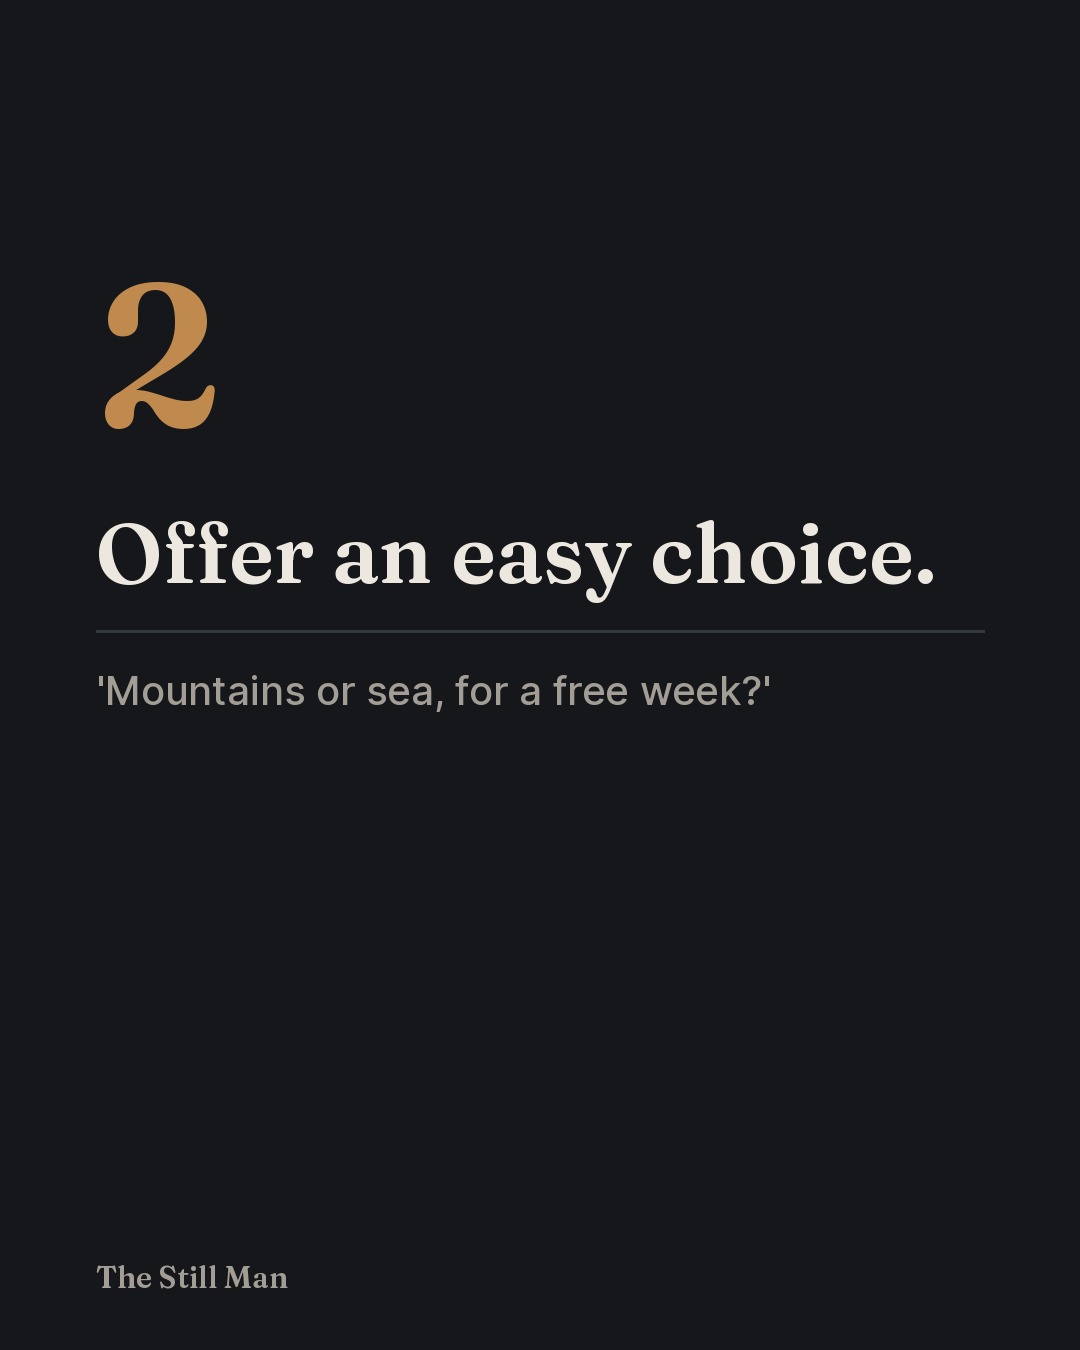 2
Offer an easy choice.
'Mountains or sea, for a free week?'
The Still Man